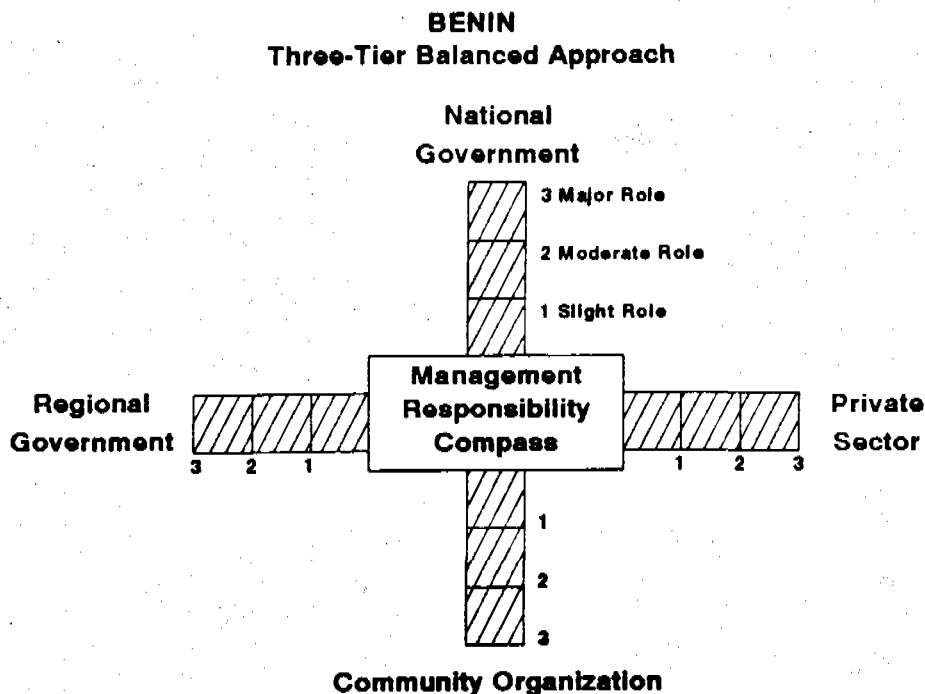 BENIN
Three-Tier Balanced Approach
National
Government
3 Major Role
2 Moderate Role
1 Slight Role
Management
Responsibility
Compass
Regional
Government
3 2 1
Private
Sector
1 2 3
1
2
3
Community Organization